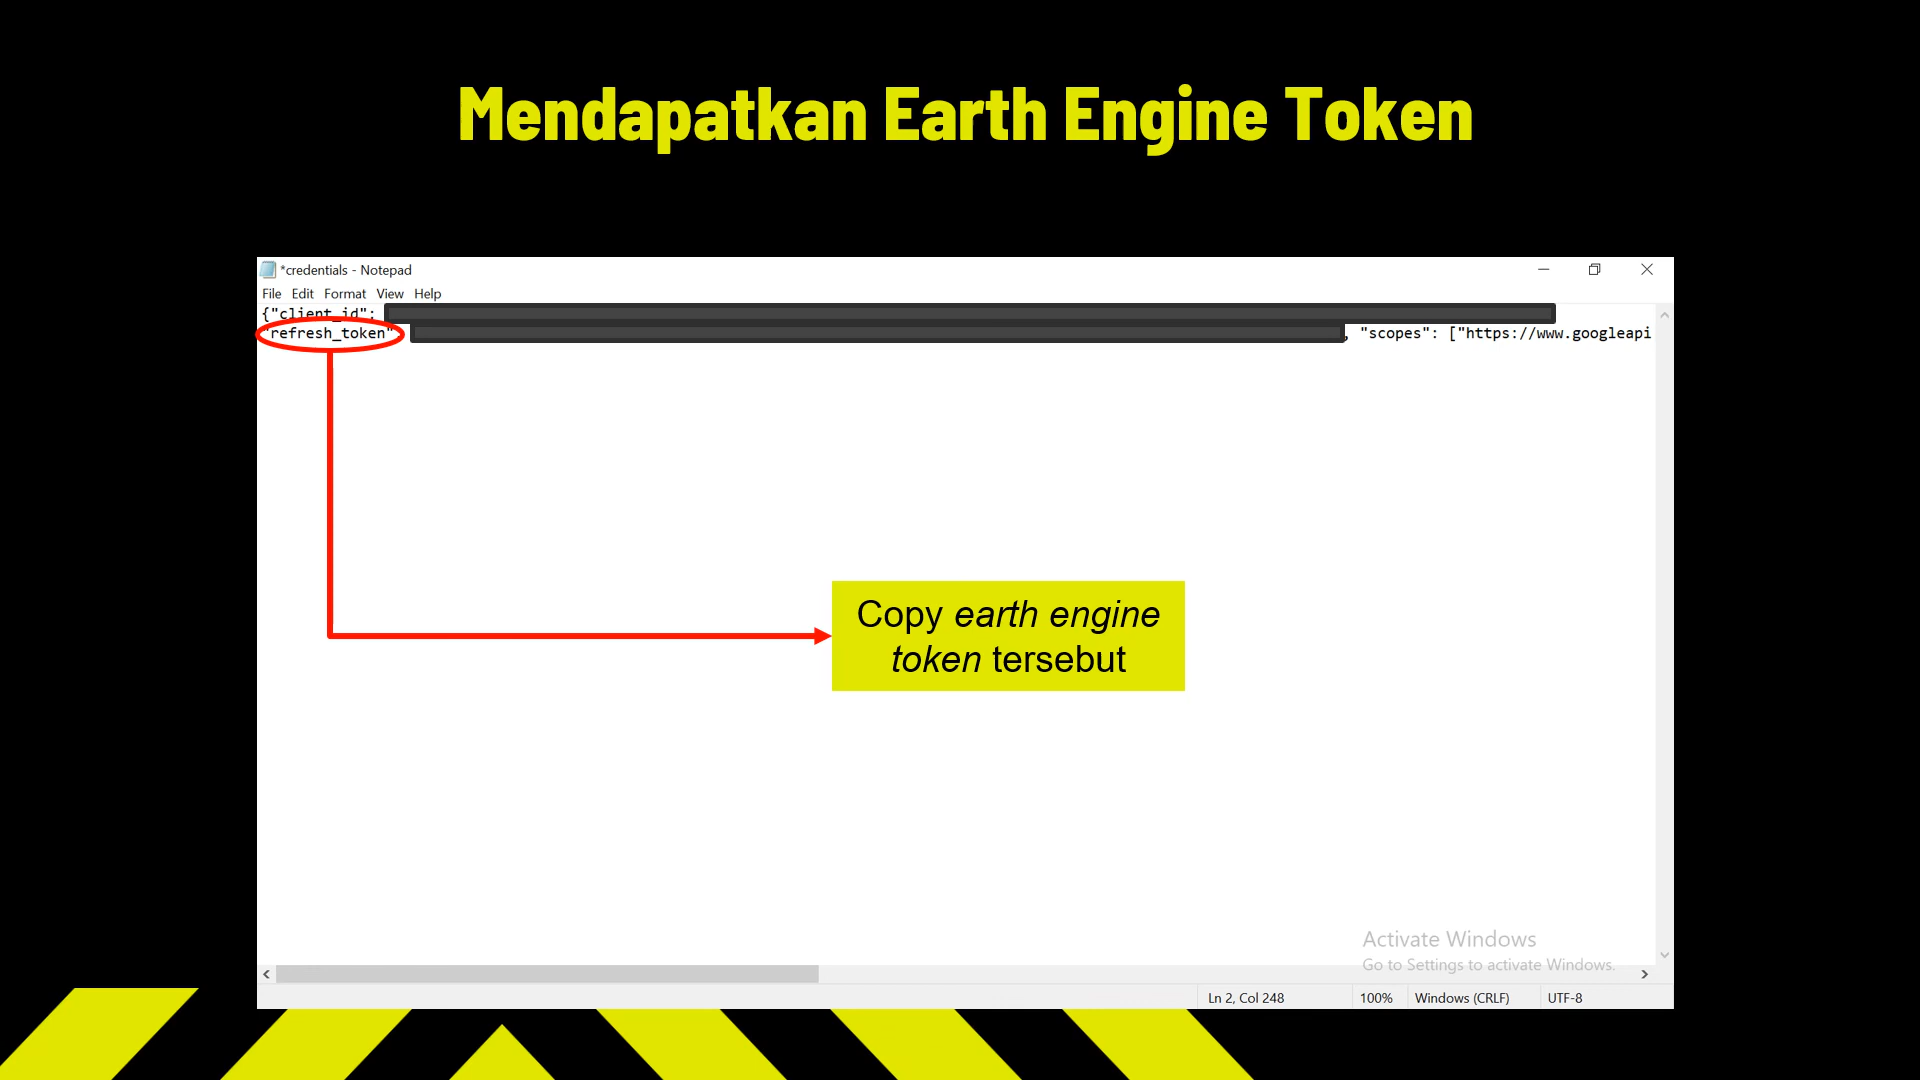 Mendapatkan Earth Engine Token
*credentials - Notepad
File Edit Format View Help
{"client_id":
"refresh_token" , "scopes": ["https://www.googleapi
Copy earth engine
token tersebut
Activate Windows
Go to Settings to activate Windows.
Ln 2, Col 248 100% Windows (CRLF) UTF-8